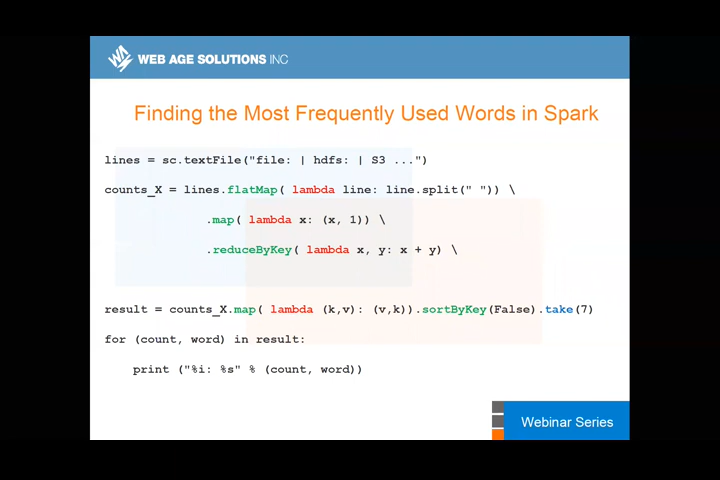 WEB AGE SOLUTIONS INC
Finding the Most Frequently Used Words in Spark
lines = sc.textFile("file: | hdfs: | S3 ...")
counts_X = lines.flatMap( lambda line: line.split(" ")) \
.map( lambda x: (x, 1)) \
.reduceByKey( lambda x, y: x + y) \
result = counts_X.map( lambda (k,v): (v,k)).sortByKey(False).take(7)
for (count, word) in result:
print ("%i: %s" % (count, word))
Webinar Series